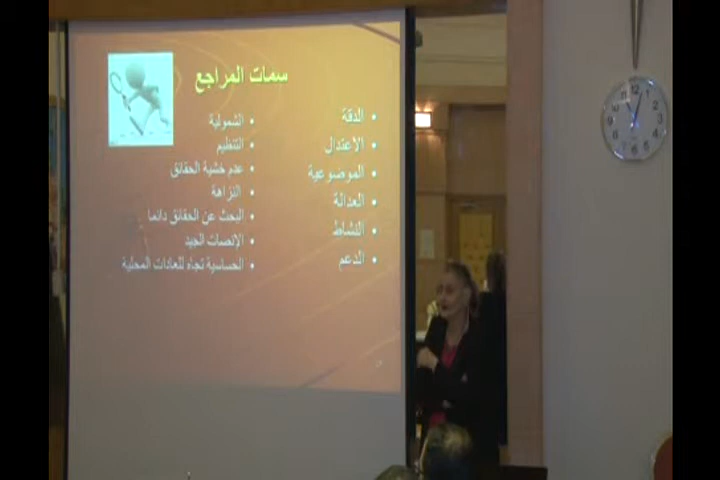 سمات المراجع
• الدقة
• الاعتدال
• الموضوعية
• العدالة
• النشاط
• الدعم
• الشمولية
• التنظيم
• عدم خشية الحقائق
• النزاهة
• البحث عن الحقائق دائما
• الإنصات الجيد
• الحساسية تجاه للعادات المحلية